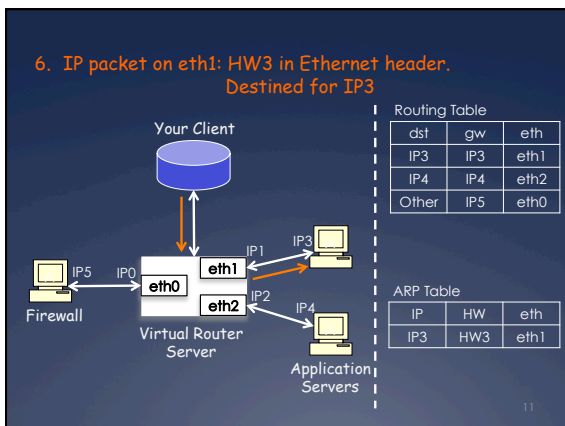 6. IP packet on eth1: HW3 in Ethernet header.
Destined for IP3
Your Client
IP1
IP3
eth1
IP5
IP0
eth0
eth2
IP2
IP4
Firewall
Virtual Router
Server
Application
Servers
Routing Table
dst gw eth
IP3 IP3 eth1
IP4 IP4 eth2
Other IP5 eth0
ARP Table
IP HW eth
IP3 HW3 eth1
11